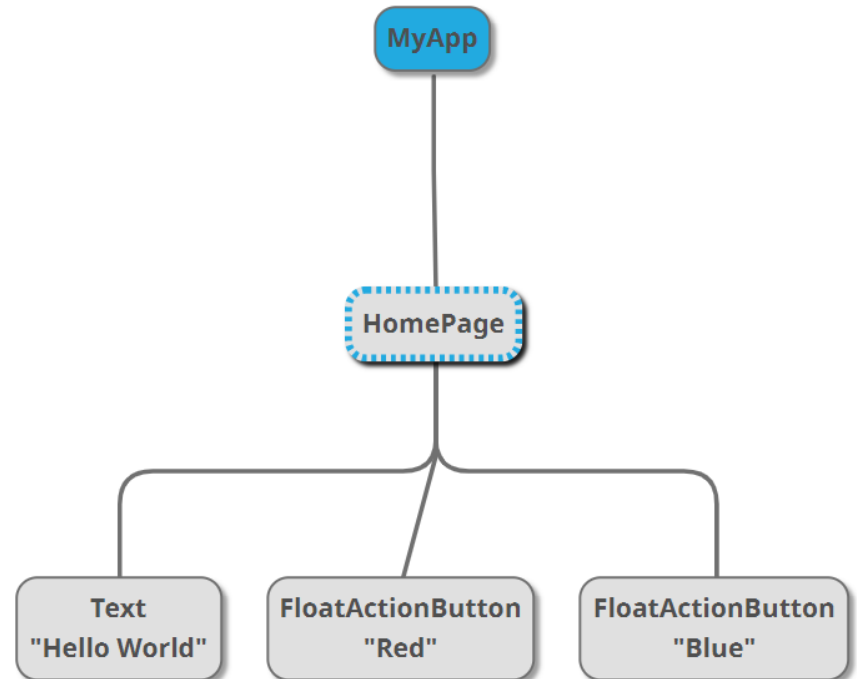 MyApp
HomePage
Text
"Hello World"
FloatActionButton
"Red"
FloatActionButton
"Blue"